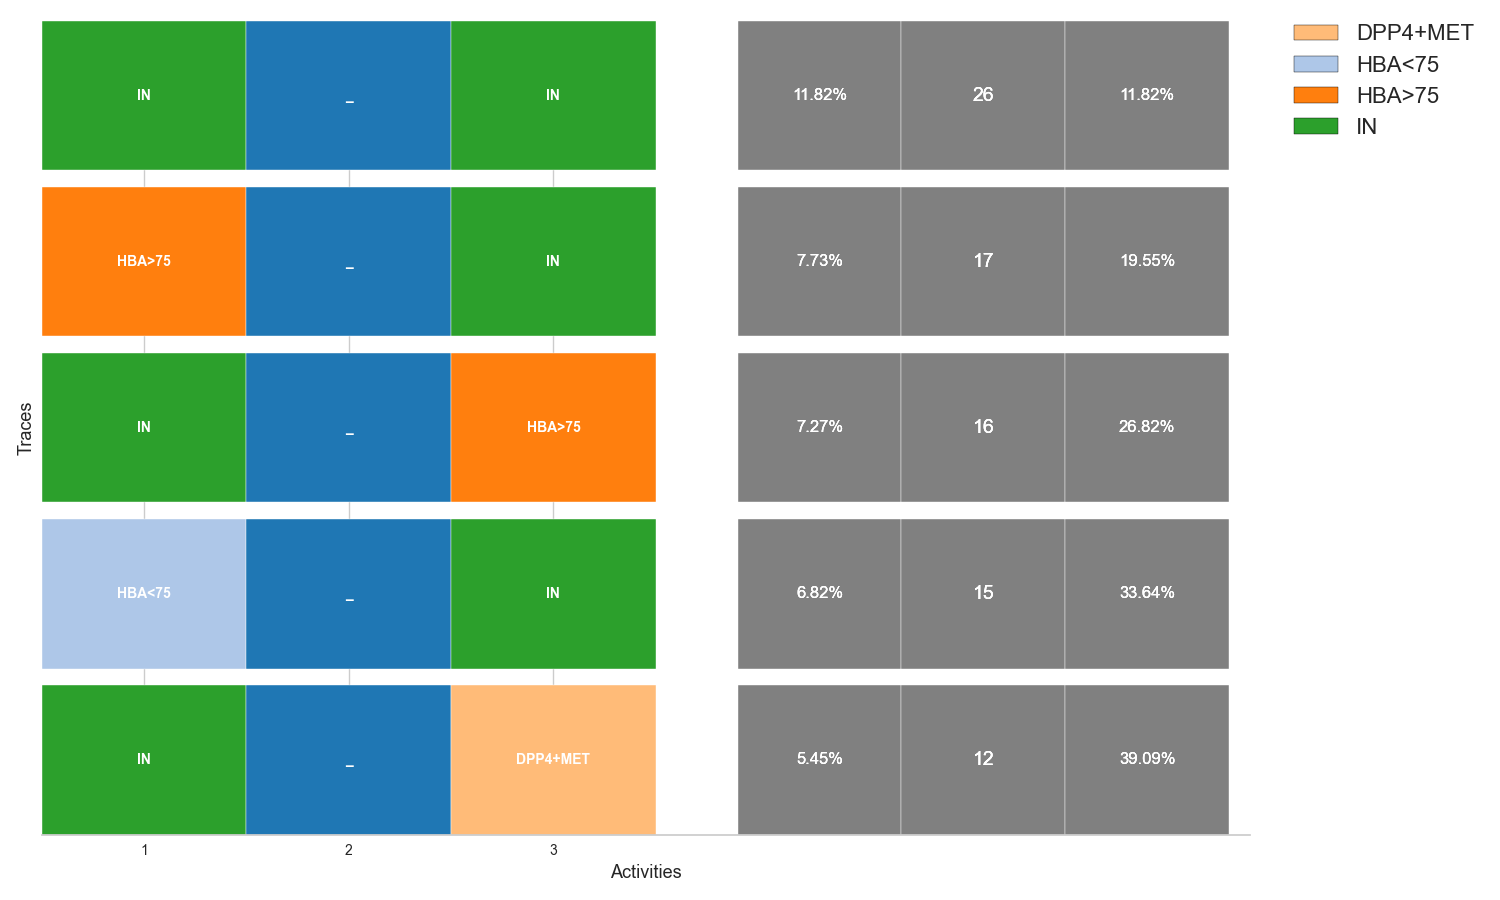 DPP4+MET
HBA<75
HBA>75
IN
IN _ IN 11.82% 26 11.82%
HBA>75 _ IN 7.73% 17 19.55%
IN _ HBA>75 7.27% 16 26.82%
HBA<75 _ IN 6.82% 15 33.64%
IN _ DPP4+MET 5.45% 12 39.09%
Traces
1 2 3
Activities